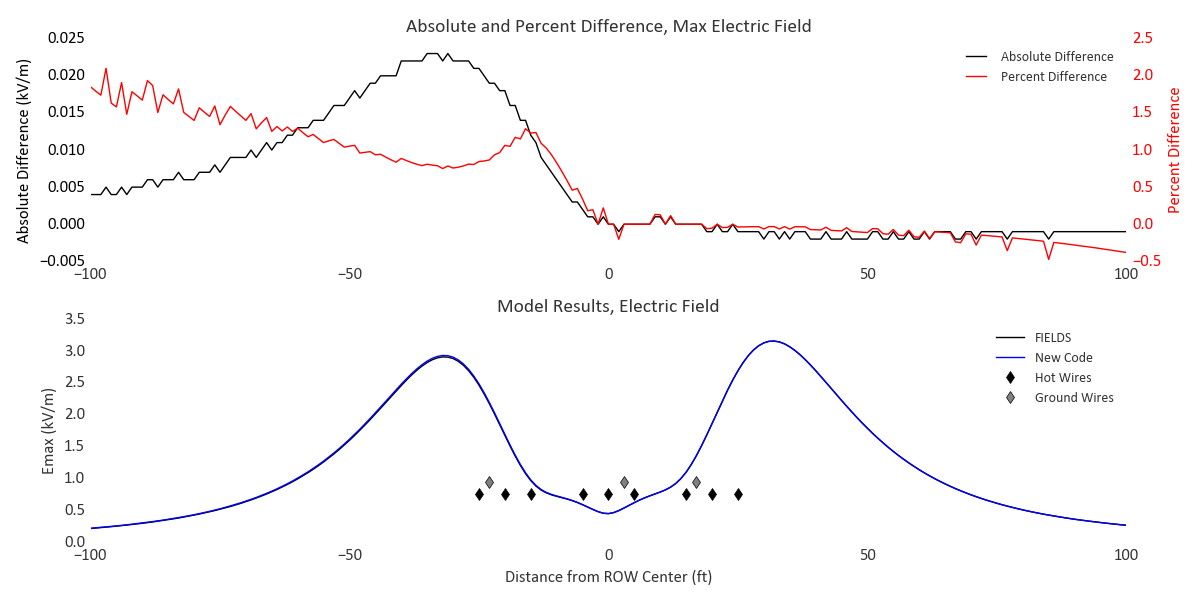 Absolute and Percent Difference, Max Electric Field
Absolute Difference (kV/m)
0.025
0.020
0.015
0.010
0.005
0.000
−0.005
Absolute Difference
Percent Difference
2.5
2.0
1.5
1.0
0.5
0.0
−0.5
Percent Difference
−100 −50 0 50 100
Model Results, Electric Field
Emax (kV/m)
3.5
3.0
2.5
2.0
1.5
1.0
0.5
0.0
FIELDS
New Code
Hot Wires
Ground Wires
−100 −50 0 50 100
Distance from ROW Center (ft)